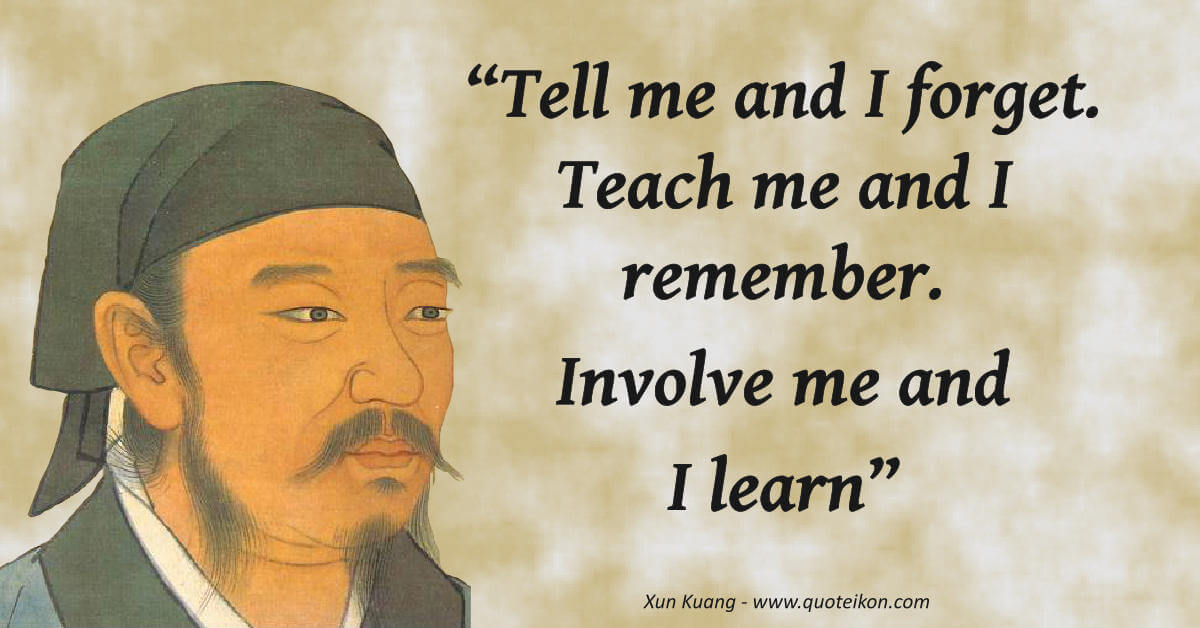 “Tell me and I forget.
Teach me and I
remember.
Involve me and
I learn”
Xun Kuang - www.quoteikon.com